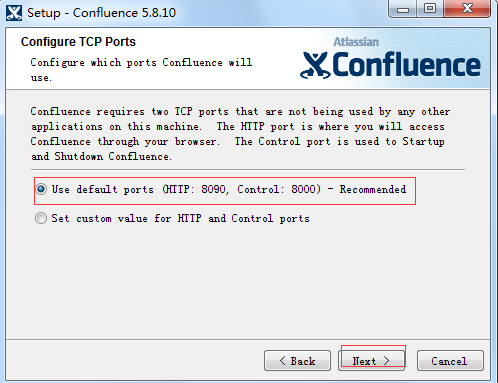 Setup - Confluence 5.8.10
Configure TCP Ports
Configure which ports Confluence will
use.
Atlassian
Confluence
Confluence requires two TCP ports that are not being used by any other
applications on this machine. The HTTP port is where you will access
Confluence through your browser. The Control port is used to Startup
and Shutdown Confluence.
Use default ports (HTTP: 8090, Control: 8000) - Recommended
Set custom value for HTTP and Control ports
< Back
Next >
Cancel